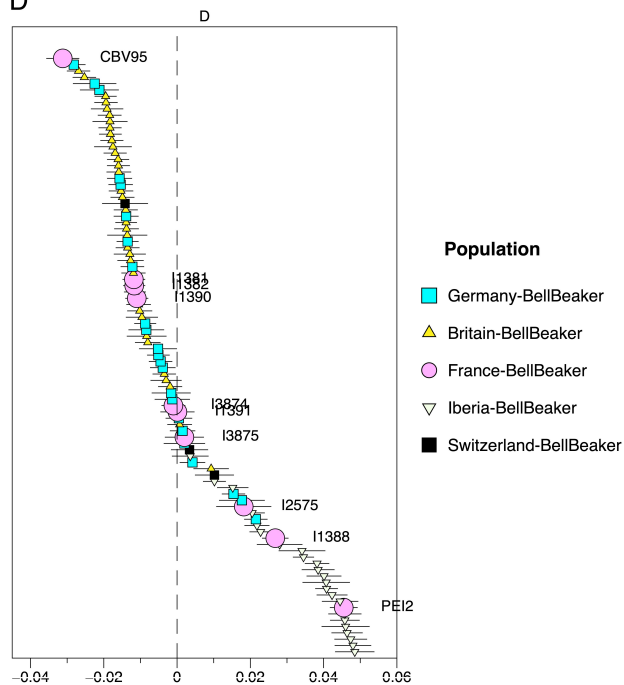 D
D
CBV95
I1381
I1382
I1390
I3874
I1391
I3875
I2575
I1388
PEI2
Population
Germany-BellBeaker
Britain-BellBeaker
France-BellBeaker
Iberia-BellBeaker
Switzerland-BellBeaker
−0.04 −0.02 0 0.02 0.04 0.06